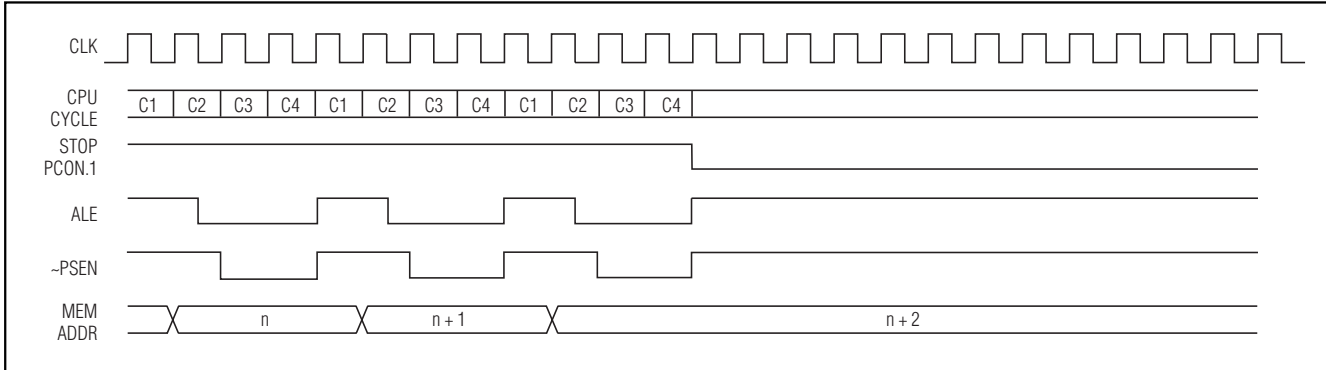 CLK
CPU
CYCLE
C1 C2 C3 C4 C1 C2 C3 C4 C1 C2 C3 C4
STOP
PCON.1
ALE
~PSEN
MEM
ADDR
n n + 1 n + 2